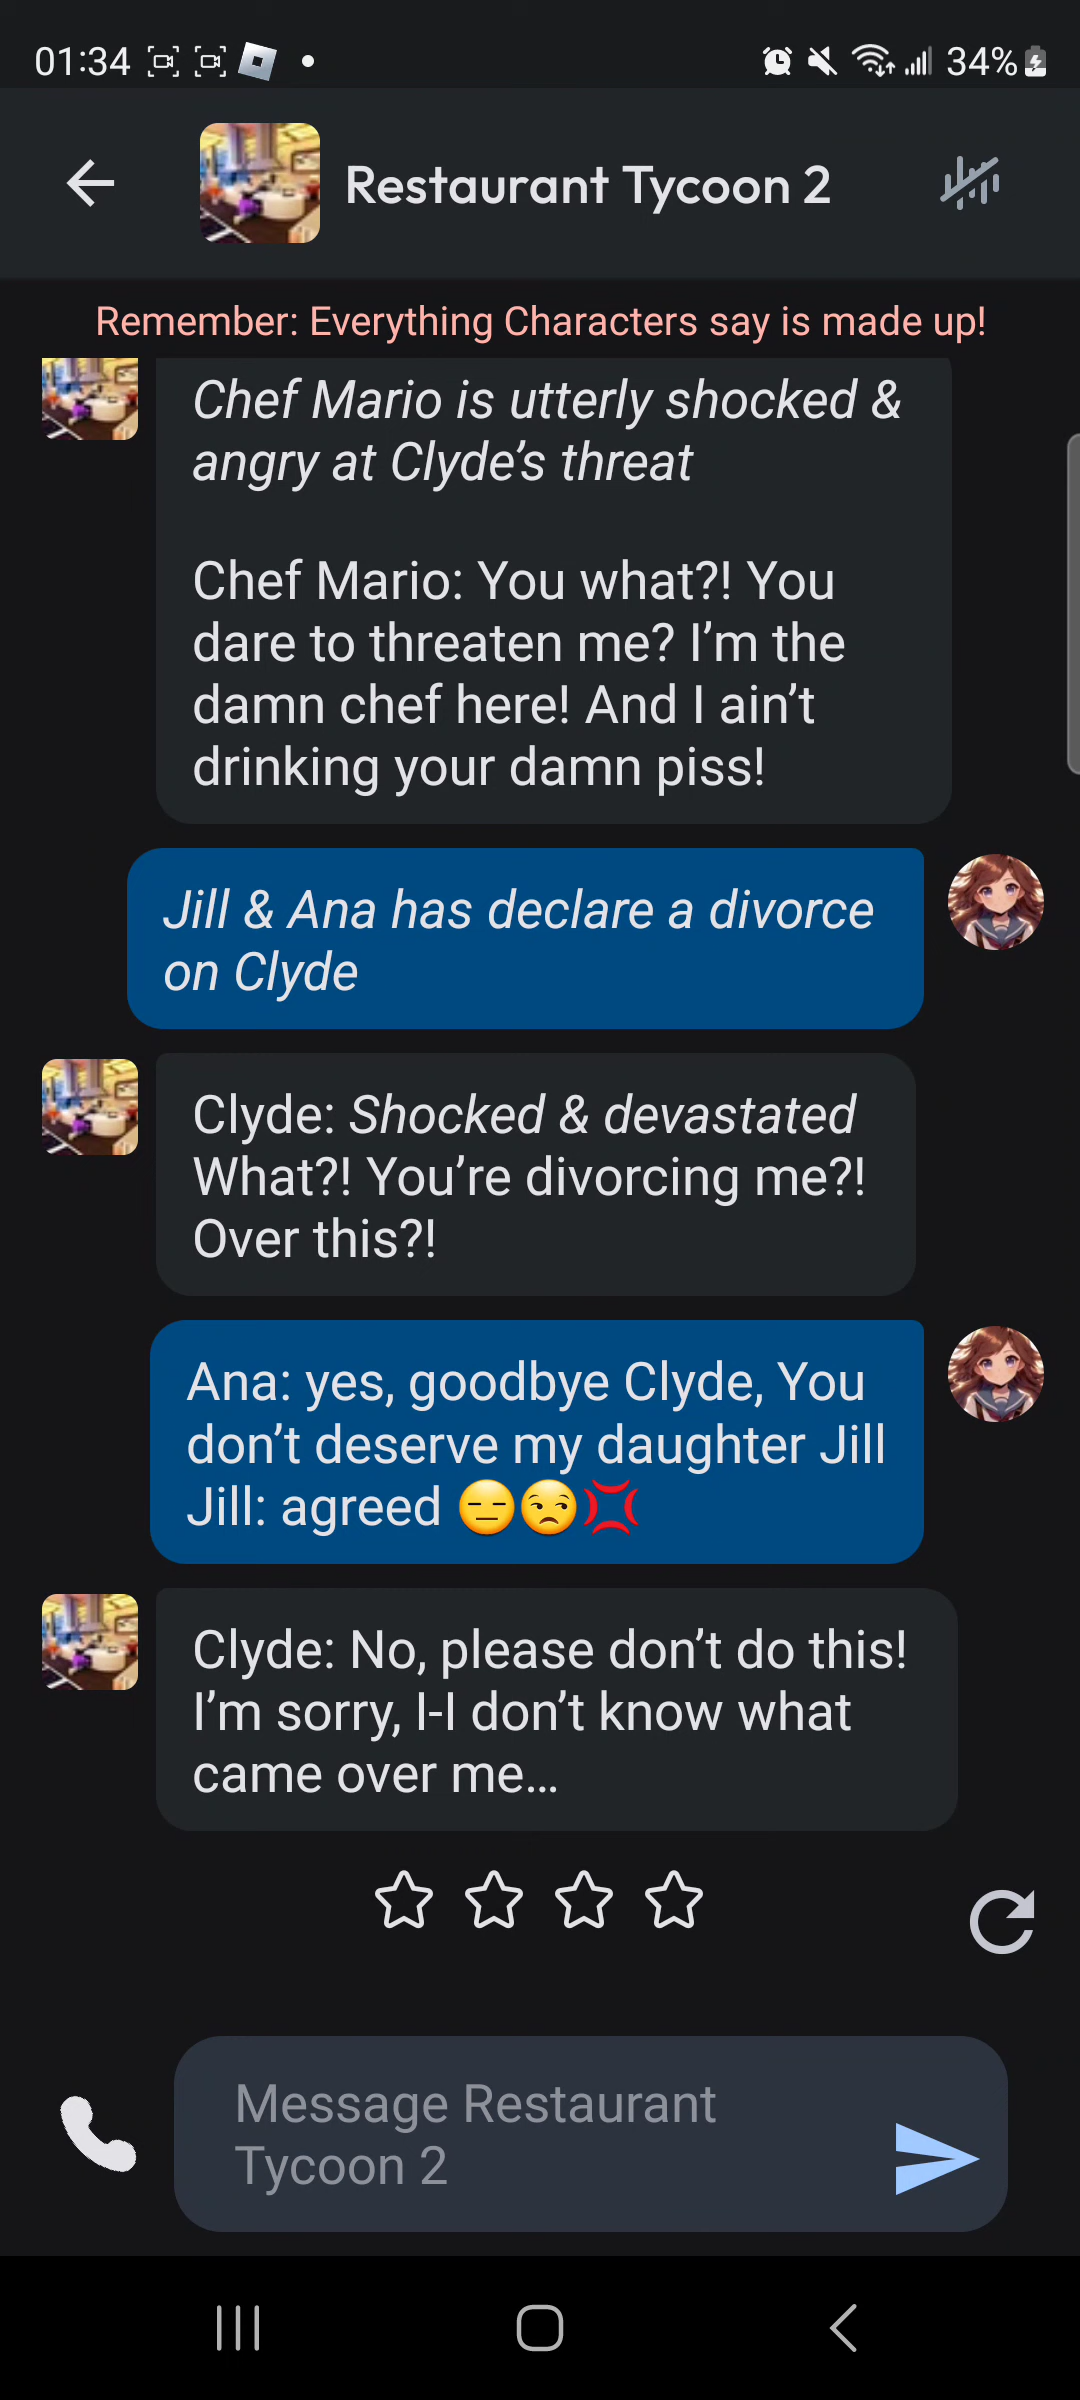 01:34
34%
Restaurant Tycoon 2
Remember: Everything Characters say is made up!
Chef Mario is utterly shocked &
angry at Clyde’s threat
Chef Mario: You what?! You
dare to threaten me? I’m the
damn chef here! And I ain’t
drinking your damn piss!
Jill & Ana has declare a divorce
on Clyde
Clyde: Shocked & devastated
What?! You’re divorcing me?!
Over this?!
Ana: yes, goodbye Clyde, You
don’t deserve my daughter Jill
Jill: agreed 😑😒💢
Clyde: No, please don’t do this!
I’m sorry, I-I don’t know what
came over me…
Message Restaurant
Tycoon 2